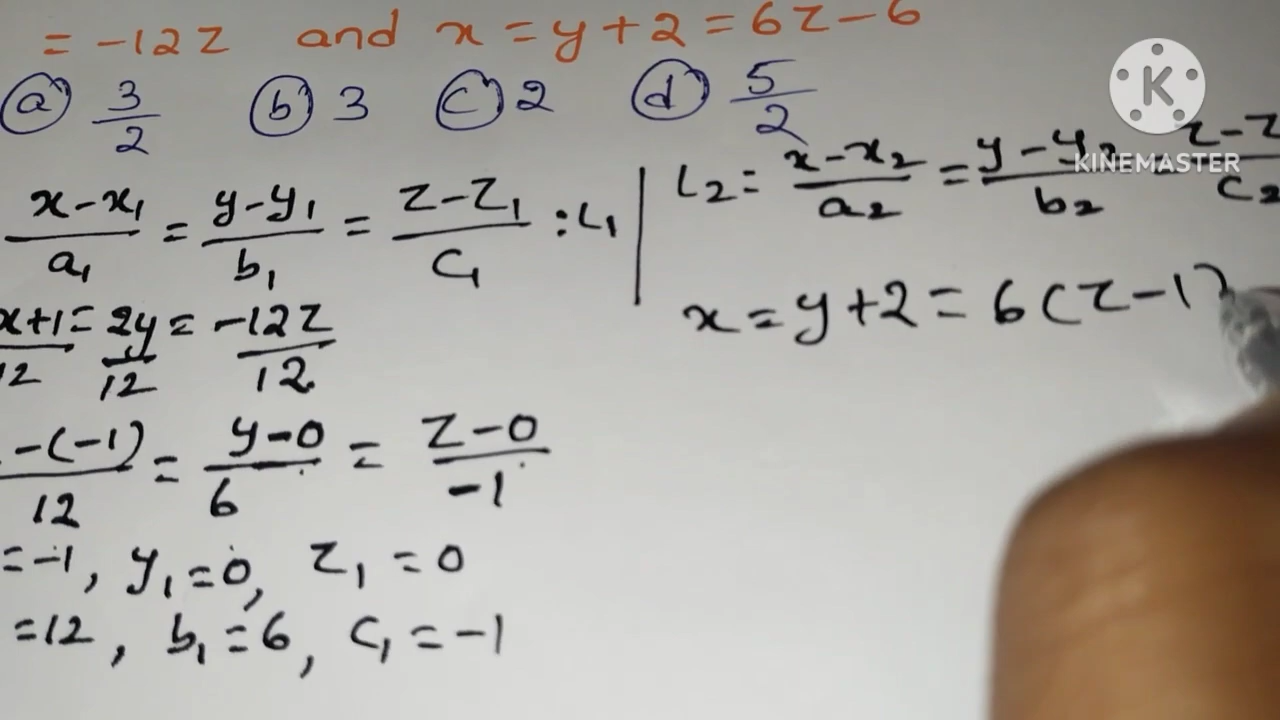 = -12z and x = y + 2 = 6z - 6
(a) 3/2 (b) 3 (c) 2 (d) 5/2
K
KINEMASTER
x-x₁/a₁ = y-y₁/b₁ = z-z₁/c₁ : L₁
x+1/12 = 2y/12 = -12z/12
-(-1)/12 = y-0/6 = z-0/-1
= -1, y₁ = 0, z₁ = 0
= 12, b₁ = 6, c₁ = -1
L₂ = x-x₂/a₂ = y-y₂/b₂ = z-z/c₂
x = y + 2 = 6(z-1)